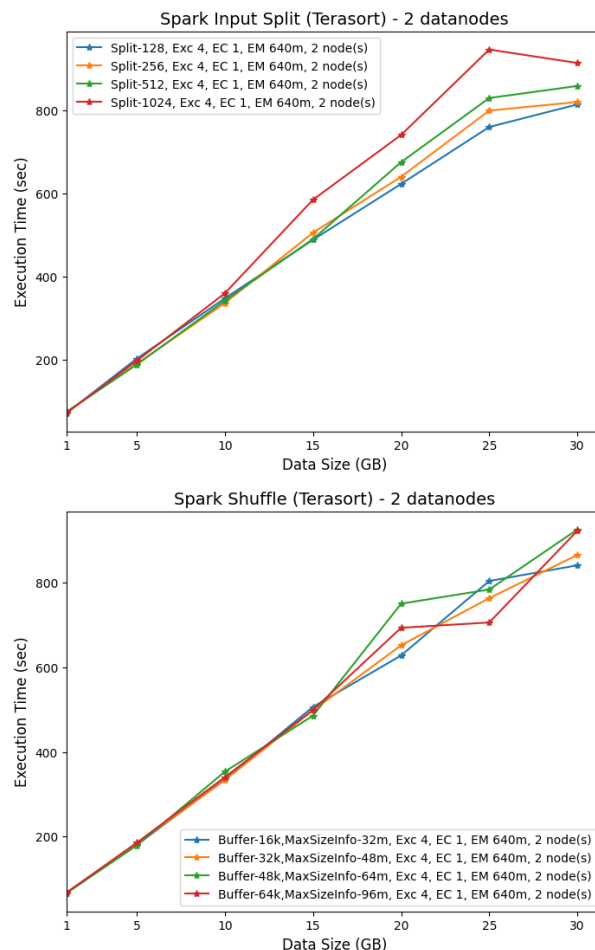 Spark Input Split (Terasort) - 2 datanodes
Split-128, Exc 4, EC 1, EM 640m, 2 node(s)
Split-256, Exc 4, EC 1, EM 640m, 2 node(s)
Split-512, Exc 4, EC 1, EM 640m, 2 node(s)
Split-1024, Exc 4, EC 1, EM 640m, 2 node(s)
Execution Time (sec)
800
600
400
200
1 5 10 15 20 25 30
Data Size (GB)
Spark Shuffle (Terasort) - 2 datanodes
Execution Time (sec)
800
600
400
200
Buffer-16k,MaxSizeInfo-32m, Exc 4, EC 1, EM 640m, 2 node(s)
Buffer-32k,MaxSizeInfo-48m, Exc 4, EC 1, EM 640m, 2 node(s)
Buffer-48k,MaxSizeInfo-64m, Exc 4, EC 1, EM 640m, 2 node(s)
Buffer-64k,MaxSizeInfo-96m, Exc 4, EC 1, EM 640m, 2 node(s)
1 5 10 15 20 25 30
Data Size (GB)